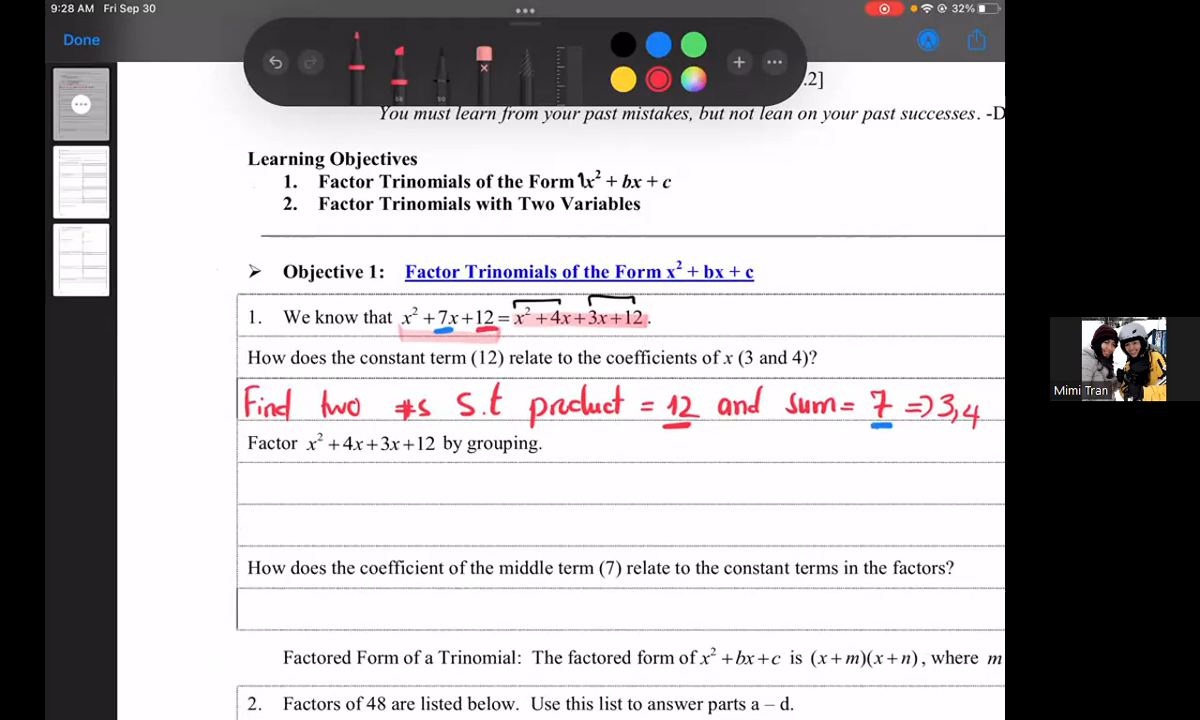 9:28 AM Fri Sep 30
32%
Done
.2]
You must learn from your past mistakes, but not lean on your past successes. -D
Learning Objectives
1. Factor Trinomials of the Form 1x² + bx + c
2. Factor Trinomials with Two Variables
➢ Objective 1: Factor Trinomials of the Form x² + bx + c
1. We know that x² + 7x + 12 = x² + 4x + 3x + 12.
How does the constant term (12) relate to the coefficients of x (3 and 4)?
Find two #s s.t product = 12 and sum = 7 => 3,4
Factor x² + 4x + 3x + 12 by grouping.
How does the coefficient of the middle term (7) relate to the constant terms in the factors?
Factored Form of a Trinomial: The factored form of x² + bx + c is (x + m)(x + n), where m
2. Factors of 48 are listed below. Use this list to answer parts a – d.
Mimi Tran